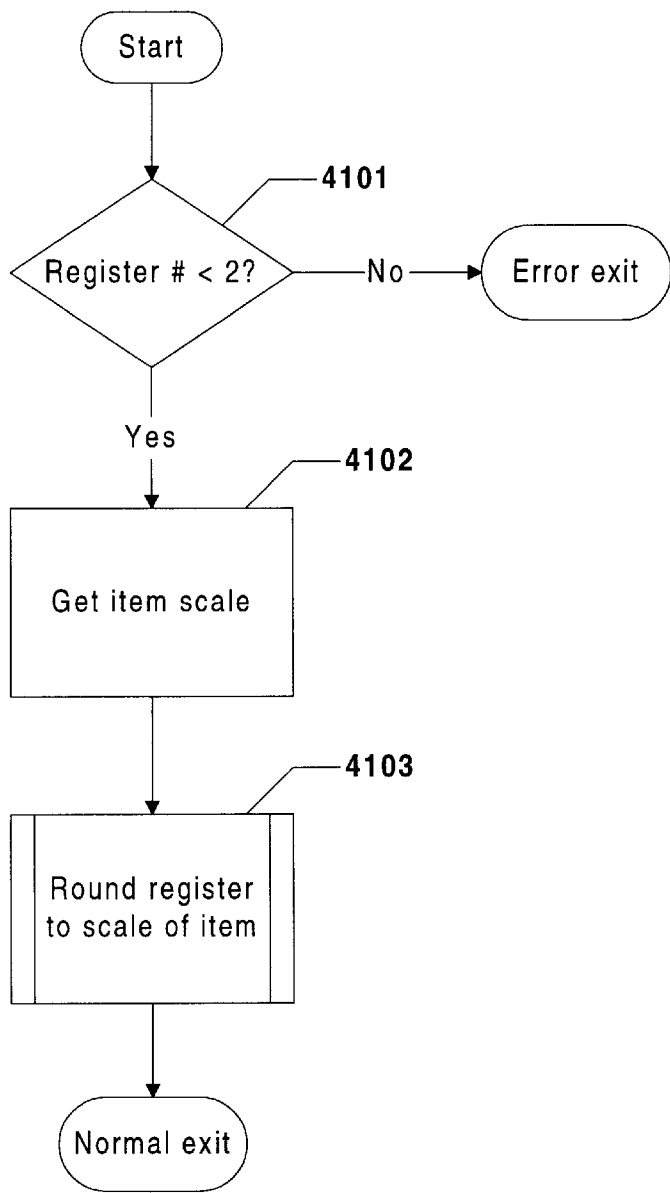 Start
4101
Register # < 2?
No
Error exit
Yes
4102
Get item scale
4103
Round register
to scale of item
Normal exit